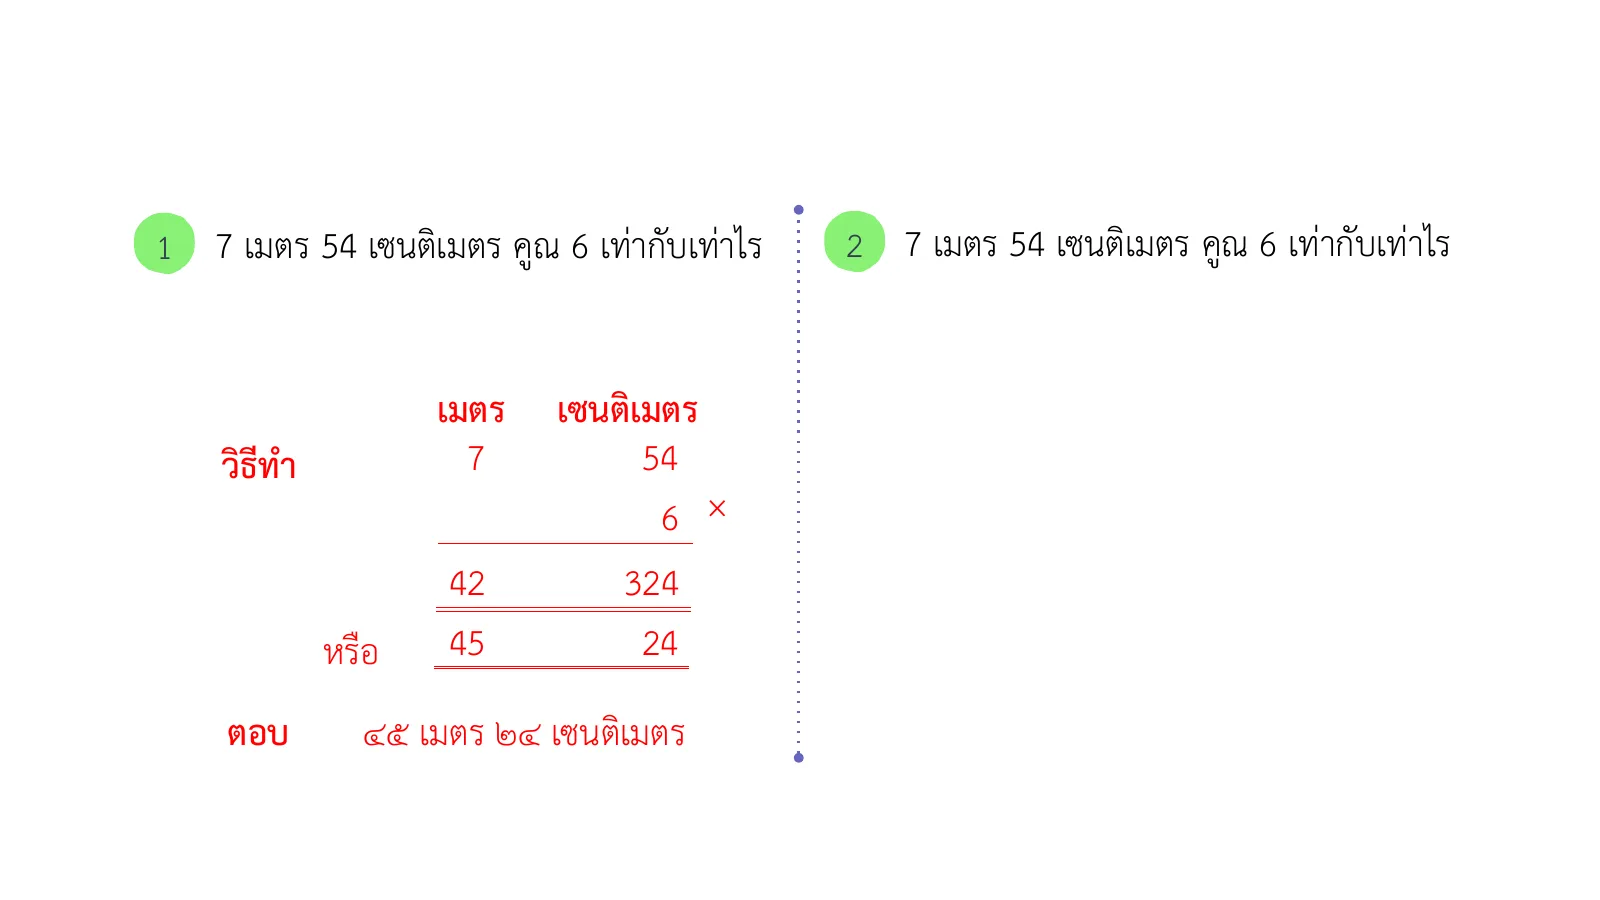 1 7 เมตร 54 เซนติเมตร คูณ 6 เท่ากับเท่าไร
เมตร เซนติเมตร
วิธีทำ 7 54
6 ×
42 324
หรือ 45 24
ตอบ ๔๕ เมตร ๒๔ เซนติเมตร
2 7 เมตร 54 เซนติเมตร คูณ 6 เท่ากับเท่าไร